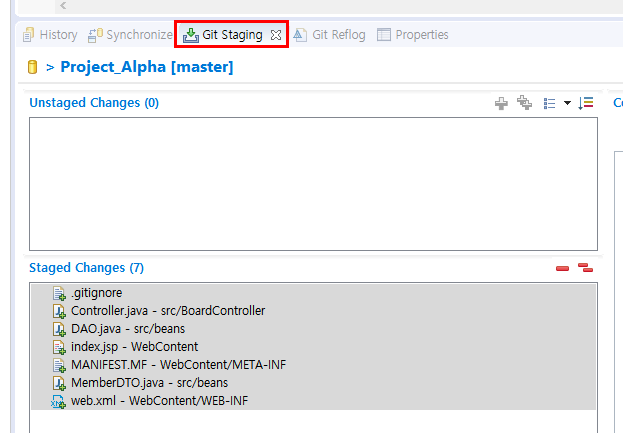 History Synchronize Git Staging Git Reflog Properties
> Project_Alpha [master]
Unstaged Changes (0)
Staged Changes (7)
.gitignore
Controller.java - src/BoardController
DAO.java - src/beans
index.jsp - WebContent
MANIFEST.MF - WebContent/META-INF
MemberDTO.java - src/beans
web.xml - WebContent/WEB-INF